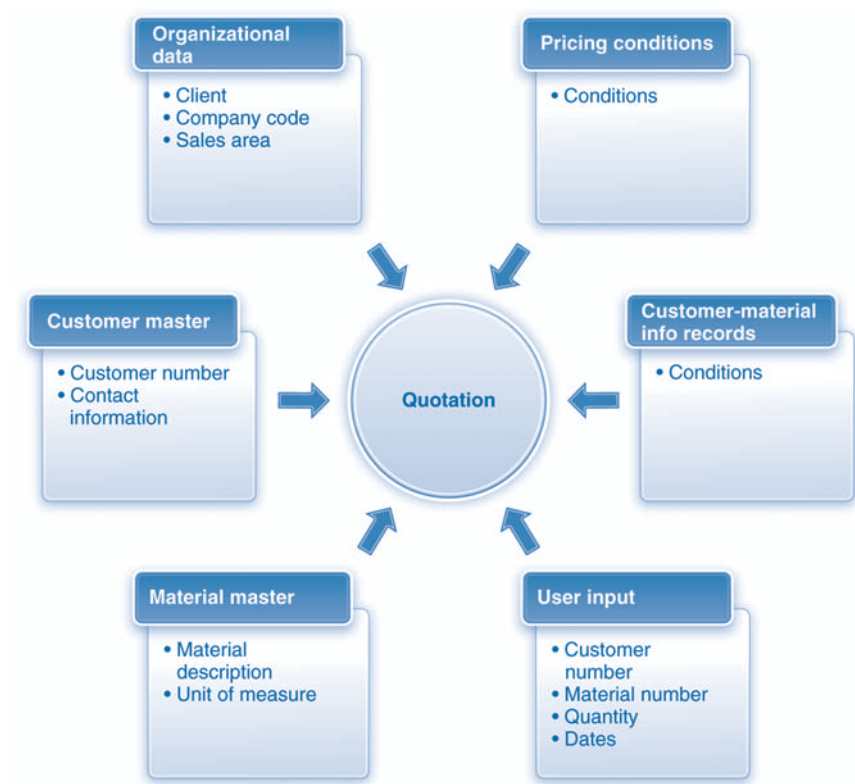 Organizational
data
• Client
• Company code
• Sales area
Pricing conditions
• Conditions
Customer master
• Customer number
• Contact
information
Quotation
Customer-material
info records
• Conditions
Material master
• Material
description
• Unit of measure
User input
• Customer
number
• Material number
• Quantity
• Dates